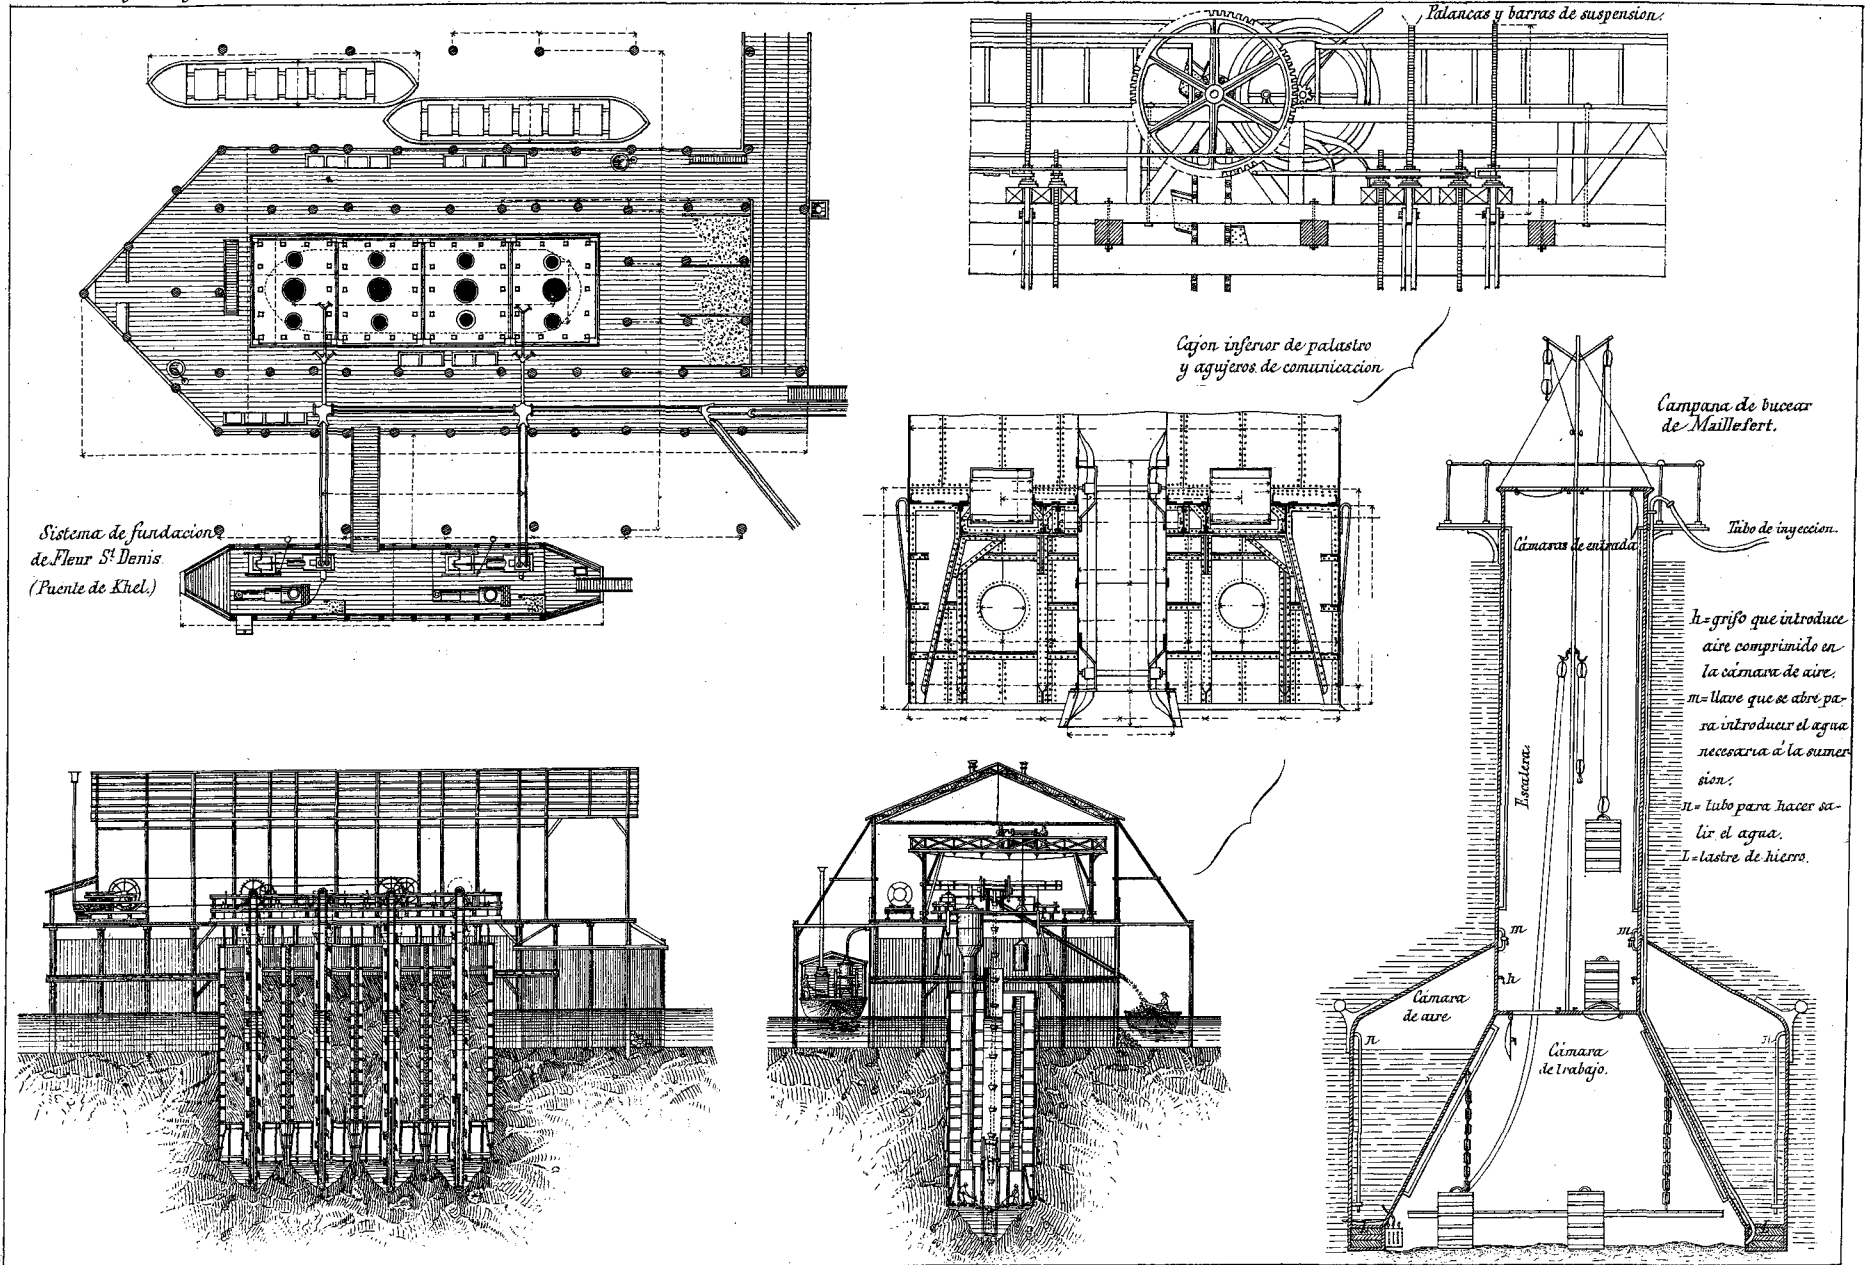 Palancas y barras de suspension.
Cajon inferior de palastro
y agujeros de comunicacion
Campana de bucear
de Maillefert.
Sistema de fundacion
de Fleur Sᵗ Denis
(Puente de Khel.)
Tubo de inyeccion.
Cámaras de entrada
h=grifo que introduce
aire comprimido en
la cámara de aire.
m=llave que se abre pa-
ra introducir el agua
necesaria á la sumer-
sion.
n=tubo para hacer sa-
lir el agua.
L=lastre de hierro.
Escalera.
m
m
h
Cámara
de aire
n
n
Cámara
de trabajo.